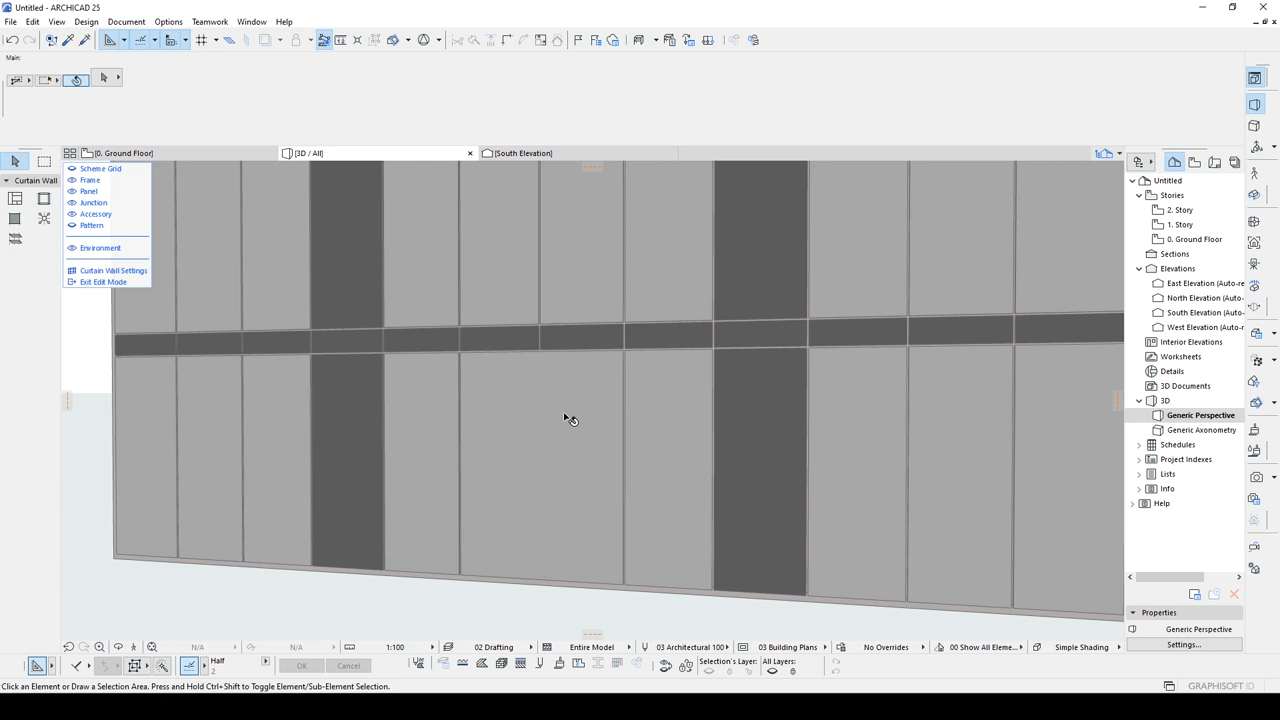 Untitled - ARCHICAD 25
File Edit View Design Document Options Teamwork Window Help
Main:
[0. Ground Floor]
[3D / All]
[South Elevation]
Scheme Grid
Frame
Panel
Junction
Accessory
Pattern
Environment
Curtain Wall Settings
Exit Edit Mode
Curtain Wall
Untitled
Stories
2. Story
1. Story
0. Ground Floor
Sections
Elevations
East Elevation (Auto-re
North Elevation (Auto-
South Elevation (Auto-
West Elevation (Auto-r
Interior Elevations
Worksheets
Details
3D Documents
3D
Generic Perspective
Generic Axonometry
Schedules
Project Indexes
Lists
Info
Help
Properties
Generic Perspective
Settings...
N/A N/A 1:100 02 Drafting Entire Model 03 Architectural 100 03 Building Plans No Overrides 00 Show All Eleme... Simple Shading
Half
2
OK Cancel
Selection's Layer: All Layers:
Click an Element or Draw a Selection Area. Press and Hold Ctrl+Shift to Toggle Element/Sub-Element Selection.
GRAPHISOFT ID